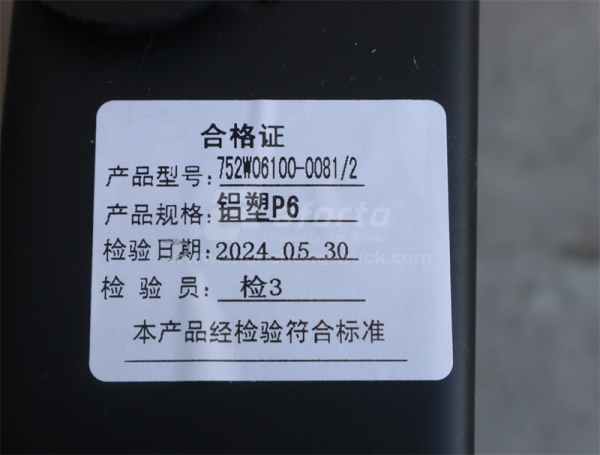 合格证
产品型号:752W06100-0081/2
产品规格:铝塑P6
检验日期:2024.05.30
检 验 员: 检3
本产品经检验符合标准